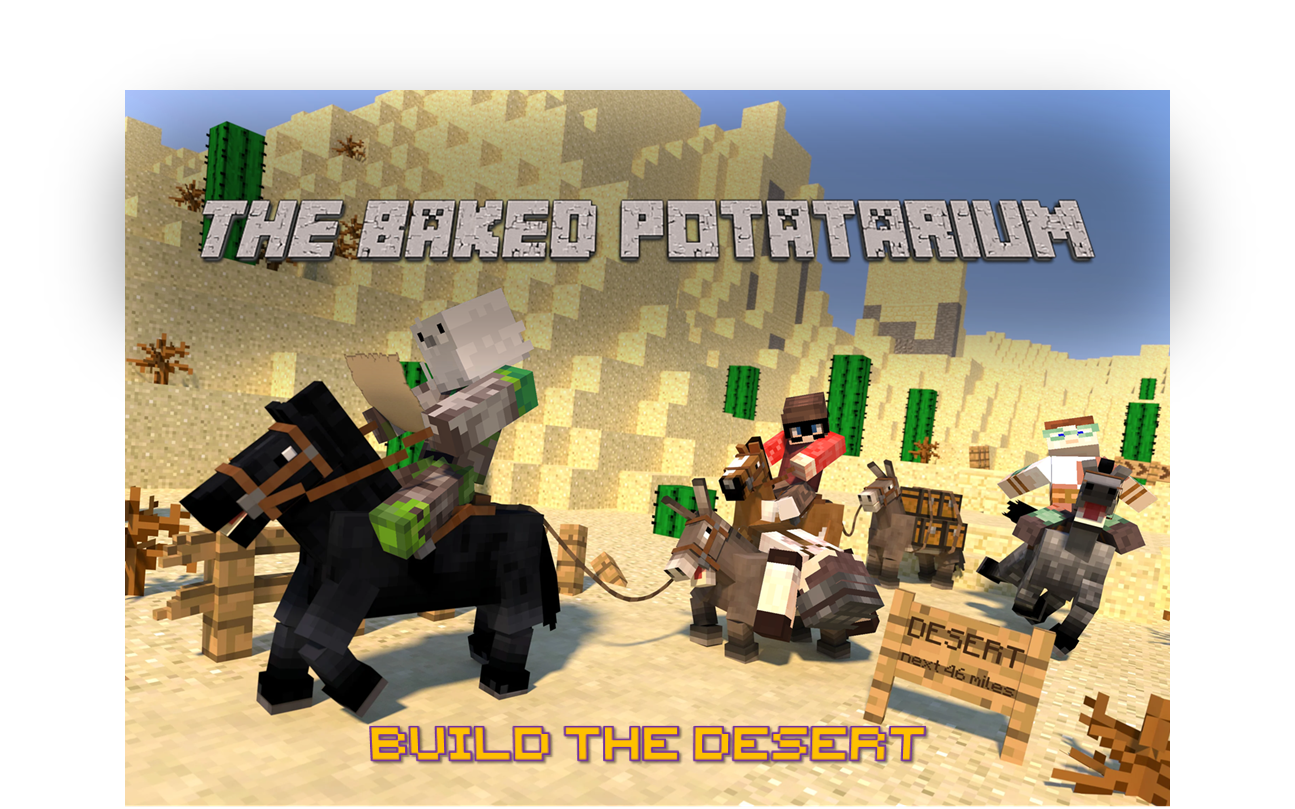 THE BAKED POTATARIUM
DESERT
next 46 miles
BUILD THE DESERT